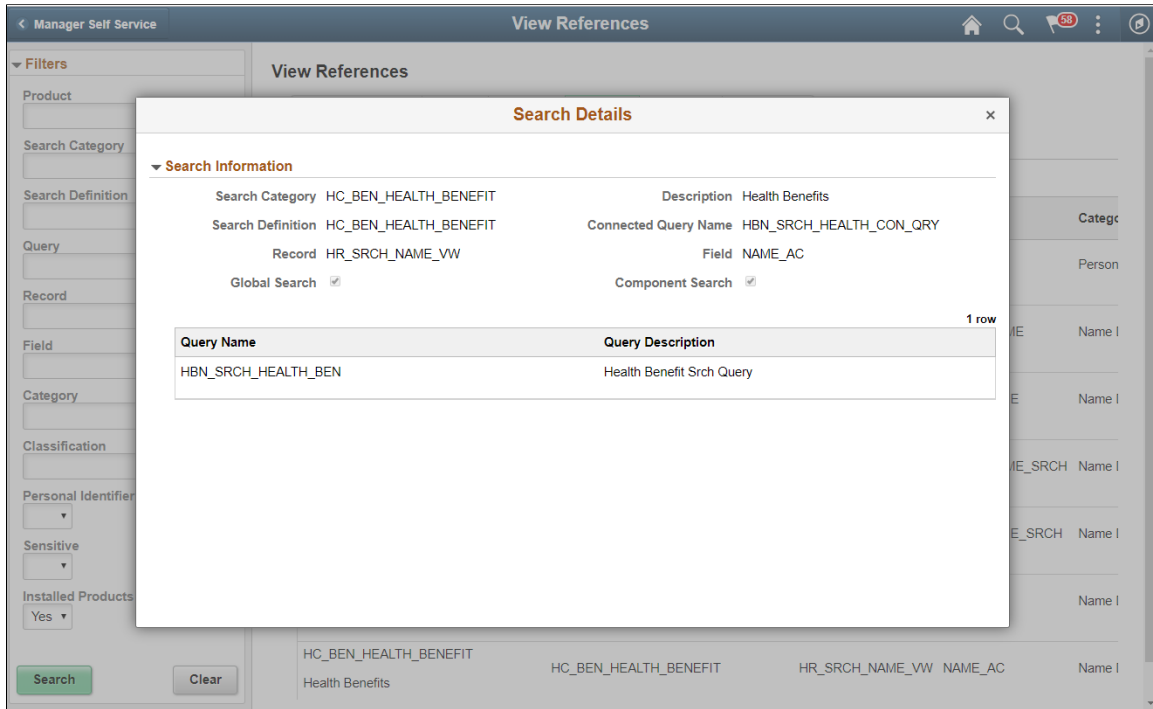 Manager Self Service
View References
58
Filters
View References
Product
Search Category
Search Definition
Query
Record
Field
Category
Classification
Personal Identifier
Sensitive
Installed Products
Yes
Search
Clear
Search Details
×
Search Information
Search Category HC_BEN_HEALTH_BENEFIT
Description Health Benefits
Search Definition HC_BEN_HEALTH_BENEFIT
Connected Query Name HBN_SRCH_HEALTH_CON_QRY
Record HR_SRCH_NAME_VW
Field NAME_AC
Global Search
Component Search
1 row
Query Name Query Description
HBN_SRCH_HEALTH_BEN Health Benefit Srch Query
Catego
Person
ME Name I
E Name I
ME_SRCH Name I
E_SRCH Name I
Name I
HC_BEN_HEALTH_BENEFIT
Health Benefits
HC_BEN_HEALTH_BENEFIT HR_SRCH_NAME_VW NAME_AC Name I